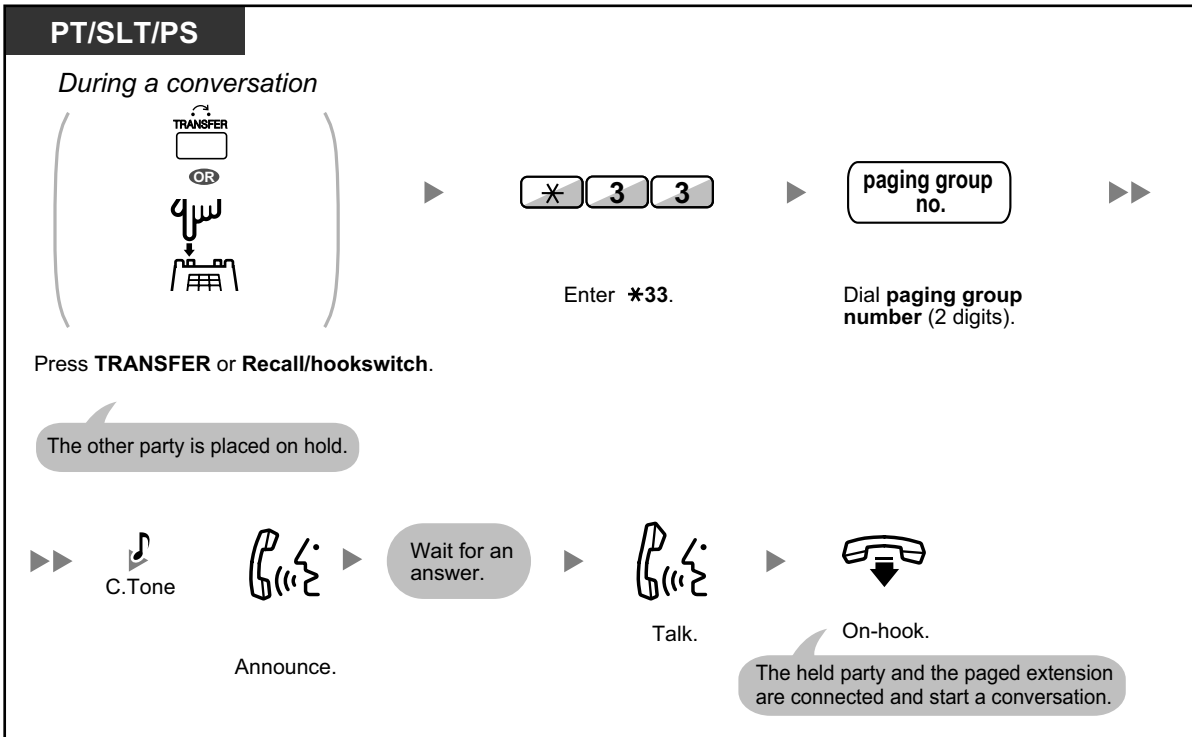 PT/SLT/PS
During a conversation
TRANSFER
OR
✳ 3 3
paging group
no.
Enter ✳33.
Dial paging group
number (2 digits).
Press TRANSFER or Recall/hookswitch.
The other party is placed on hold.
C.Tone
Announce.
Wait for an
answer.
Talk.
On-hook.
The held party and the paged extension
are connected and start a conversation.